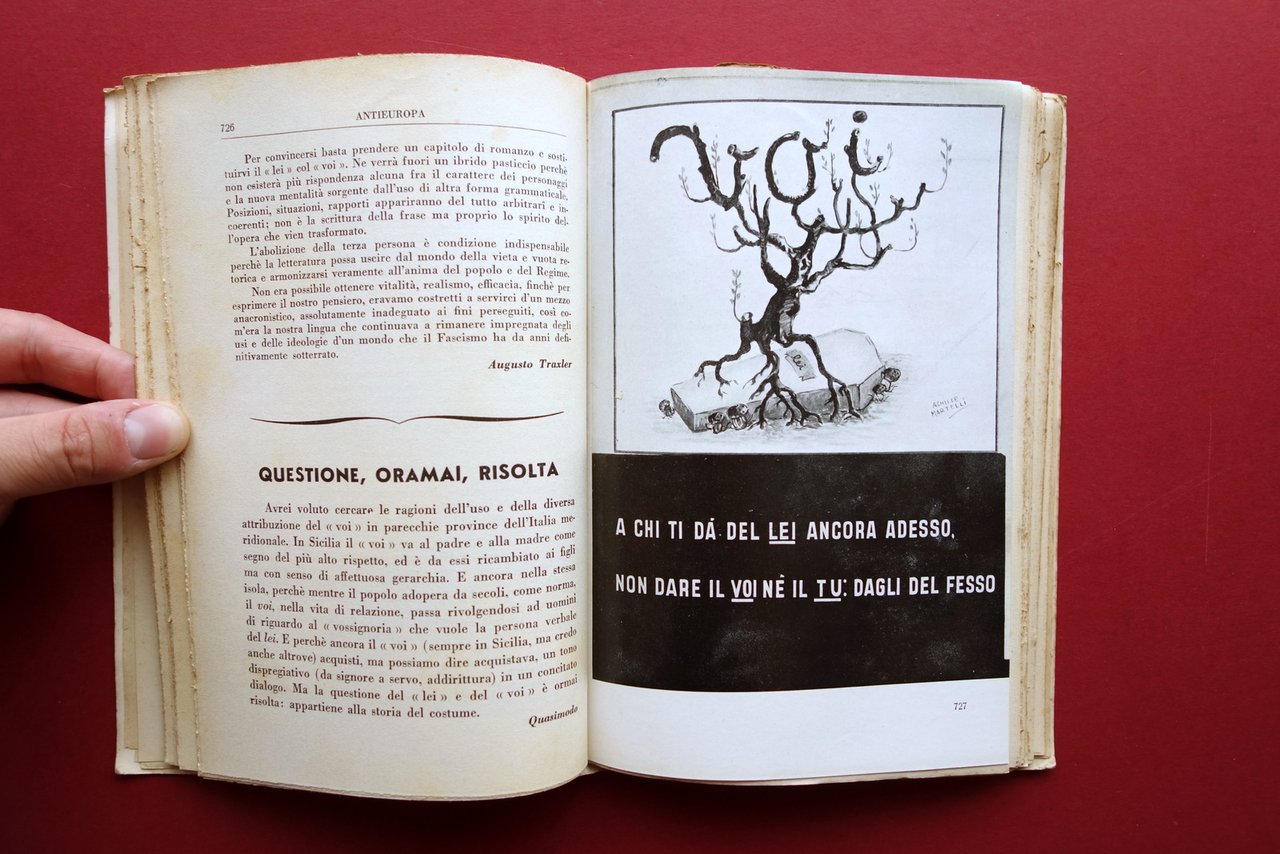 726
ANTIEUROPA
Per convincersi basta prendere un capitolo di romanzo e sosti-
tuirvi il « lei » col « voi ». Ne verrà fuori un ibrido pasticcio perchè
non esisterà più rispondenza alcuna fra il carattere dei personaggi
e la nuova mentalità sorgente dall'uso di altra forma grammaticale.
Posizioni, situazioni, rapporti appariranno del tutto arbitrari e in-
coerenti; non è la scrittura della frase ma proprio lo spirito del-
l'opera che vien trasformato.
L'abolizione della terza persona è condizione indispensabile
perchè la letteratura possa uscire dal mondo della vieta e vuota re-
torica e armonizzarsi veramente all'anima del popolo e del Regime.
Non era possibile ottenere vitalità, realismo, efficacia, finchè per
esprimere il nostro pensiero, eravamo costretti a servirci d'un mezzo
anacronistico, assolutamente inadeguato ai fini perseguiti, così co-
m'era la nostra lingua che continuava a rimanere impregnata degli
usi e delle ideologie d'un mondo che il Fascismo ha da anni defi-
nitivamente sotterrato.
Augusto Traxler
QUESTIONE, ORAMAI, RISOLTA
Avrei voluto cercare le ragioni dell'uso e della diversa
attribuzione del « voi » in parecchie province dell'Italia me-
ridionale. In Sicilia il « voi » va al padre e alla madre come
segno del più alto rispetto, ed è da essi ricambiato ai figli
ma con senso di affettuosa gerarchia. E ancora nella stessa
isola, perchè mentre il popolo adopera da secoli, come norma,
il voi, nella vita di relazione, passa rivolgendosi ad uomini
di riguardo al « vossignoria » che vuole la persona verbale
del lei. E perchè ancora il « voi » (sempre in Sicilia, ma credo
anche altrove) acquisti, ma possiamo dire acquistava, un tono
dispregiativo (da signore a servo, addirittura) in un concitato
dialogo. Ma la questione del « lei » e del « voi » è ormai
risolta: appartiene alla storia del costume.
Quasimodo
voi
lei
ACHILLE
MARTELLI
A CHI TI DÀ DEL LEI ANCORA ADESSO,
NON DARE IL VOI NÈ IL TU: DAGLI DEL FESSO
727